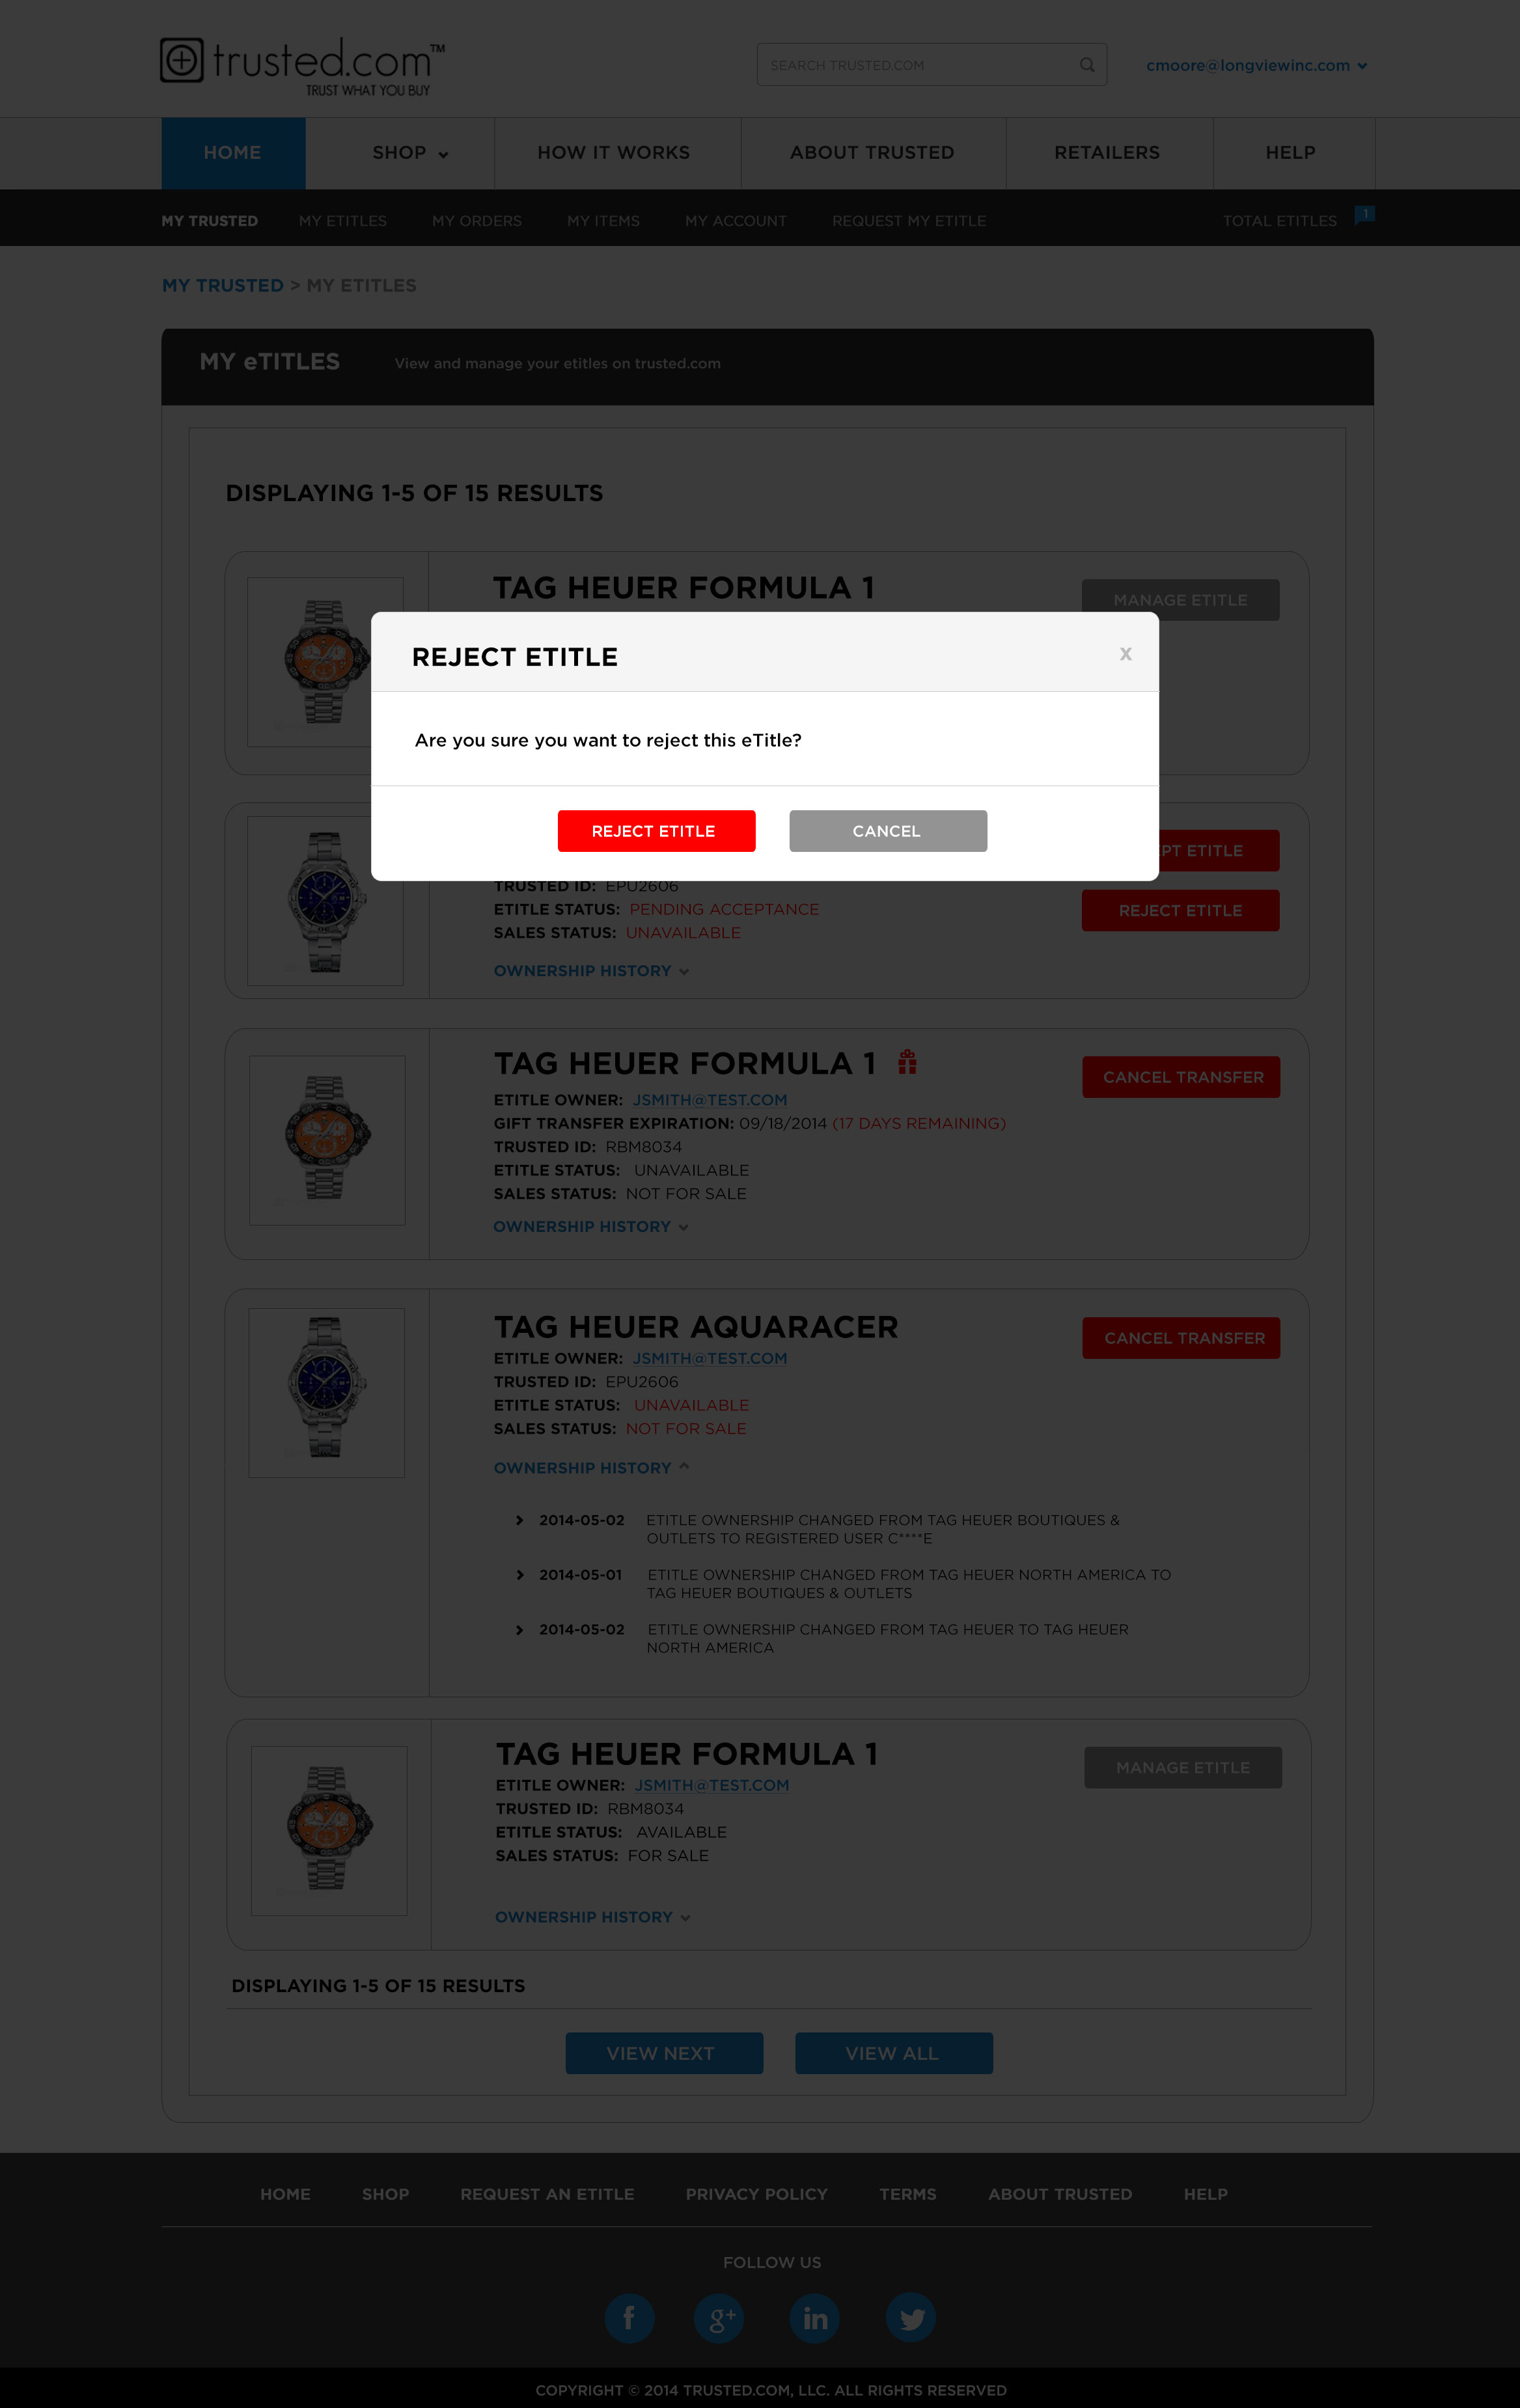 trusted.com™
TRUST WHAT YOU BUY
SEARCH TRUSTED.COM
cmoore@longviewinc.com
HOME SHOP HOW IT WORKS ABOUT TRUSTED RETAILERS HELP
MY TRUSTED MY ETITLES MY ORDERS MY ITEMS MY ACCOUNT REQUEST MY ETITLE TOTAL ETITLES 1
MY TRUSTED > MY ETITLES
MY eTITLES View and manage your etitles on trusted.com
DISPLAYING 1-5 OF 15 RESULTS
TAG HEUER FORMULA 1
MANAGE ETITLE
REJECT ETITLE
X
Are you sure you want to reject this eTitle?
REJECT ETITLE CANCEL
PT ETITLE
REJECT ETITLE
TRUSTED ID: EPU2606
ETITLE STATUS: PENDING ACCEPTANCE
SALES STATUS: UNAVAILABLE
OWNERSHIP HISTORY
TAG HEUER FORMULA 1
CANCEL TRANSFER
ETITLE OWNER: JSMITH@TEST.COM
GIFT TRANSFER EXPIRATION: 09/18/2014 (17 DAYS REMAINING)
TRUSTED ID: RBM8034
ETITLE STATUS: UNAVAILABLE
SALES STATUS: NOT FOR SALE
OWNERSHIP HISTORY
TAG HEUER AQUARACER
CANCEL TRANSFER
ETITLE OWNER: JSMITH@TEST.COM
TRUSTED ID: EPU2606
ETITLE STATUS: UNAVAILABLE
SALES STATUS: NOT FOR SALE
OWNERSHIP HISTORY
2014-05-02 ETITLE OWNERSHIP CHANGED FROM TAG HEUER BOUTIQUES &
OUTLETS TO REGISTERED USER C****E
2014-05-01 ETITLE OWNERSHIP CHANGED FROM TAG HEUER NORTH AMERICA TO
TAG HEUER BOUTIQUES & OUTLETS
2014-05-02 ETITLE OWNERSHIP CHANGED FROM TAG HEUER TO TAG HEUER
NORTH AMERICA
TAG HEUER FORMULA 1
MANAGE ETITLE
ETITLE OWNER: JSMITH@TEST.COM
TRUSTED ID: RBM8034
ETITLE STATUS: AVAILABLE
SALES STATUS: FOR SALE
OWNERSHIP HISTORY
DISPLAYING 1-5 OF 15 RESULTS
VIEW NEXT VIEW ALL
HOME SHOP REQUEST AN ETITLE PRIVACY POLICY TERMS ABOUT TRUSTED HELP
FOLLOW US
f g+ in
COPYRIGHT © 2014 TRUSTED.COM, LLC. ALL RIGHTS RESERVED